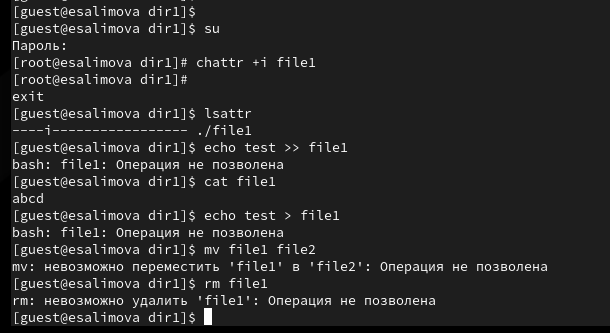 [guest@esalimova dir1]$
[guest@esalimova dir1]$ su
Пароль:
[root@esalimova dir1]# chattr +i file1
[root@esalimova dir1]#
exit
[guest@esalimova dir1]$ lsattr
----i----------------- ./file1
[guest@esalimova dir1]$ echo test >> file1
bash: file1: Операция не позволена
[guest@esalimova dir1]$ cat file1
abcd
[guest@esalimova dir1]$ echo test > file1
bash: file1: Операция не позволена
[guest@esalimova dir1]$ mv file1 file2
mv: невозможно переместить 'file1' в 'file2': Операция не позволена
[guest@esalimova dir1]$ rm file1
rm: невозможно удалить 'file1': Операция не позволена
[guest@esalimova dir1]$